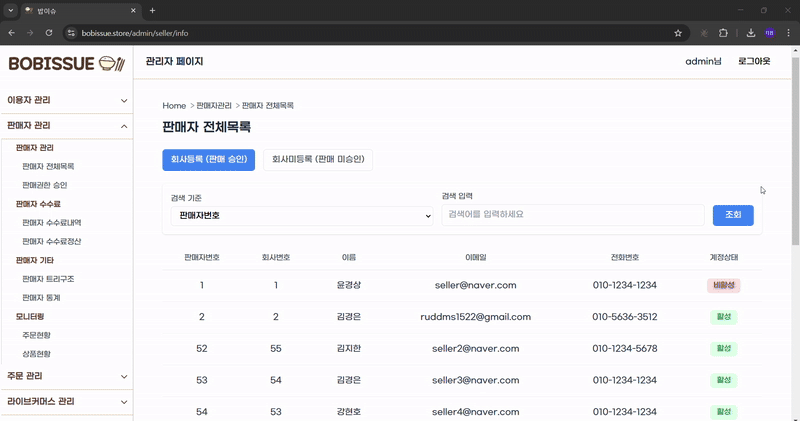 밥이슈
bobissue.store/admin/seller/info
BOBISSUE
관리자 페이지
admin님
로그아웃
이용자 관리
판매자 관리
판매자 관리
판매자 전체목록
판매권한 승인
판매자 수수료
판매자 수수료내역
판매자 수수료정산
판매자 기타
판매자 트리구조
판매자 통계
모니터링
주문현황
상품현황
주문 관리
라이브커머스 관리
Home > 판매자관리 > 판매자 전체목록
판매자 전체목록
회사등록 (판매 승인)
회사미등록 (판매 미승인)
검색 기준
검색 입력
판매자번호
검색어를 입력하세요
조회
판매자번호 회사번호 이름 이메일 전화번호 계정상태
1 1 윤경상 seller@naver.com 010-1234-1234 비활성
2 2 김경은 ruddms1522@gmail.com 010-5636-3512 활성
52 55 김지한 seller2@naver.com 010-1234-5678 활성
53 54 김경은 seller3@naver.com 010-1234-1234 활성
54 53 강현호 seller4@naver.com 010-1234-1234 활성